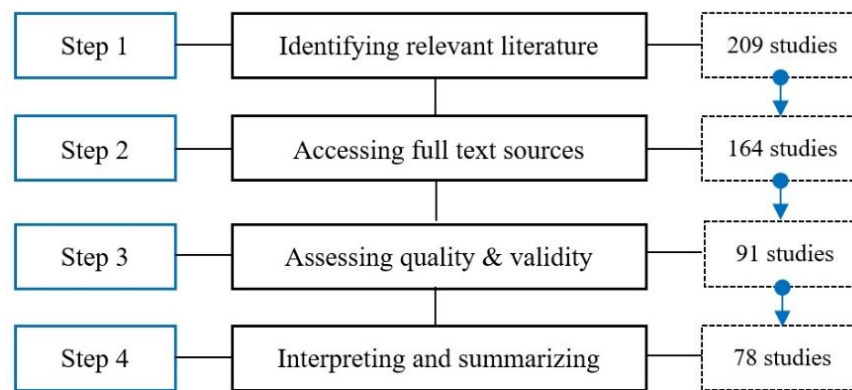 Step 1
Identifying relevant literature
209 studies
Step 2
Accessing full text sources
164 studies
Step 3
Assessing quality & validity
91 studies
Step 4
Interpreting and summarizing
78 studies